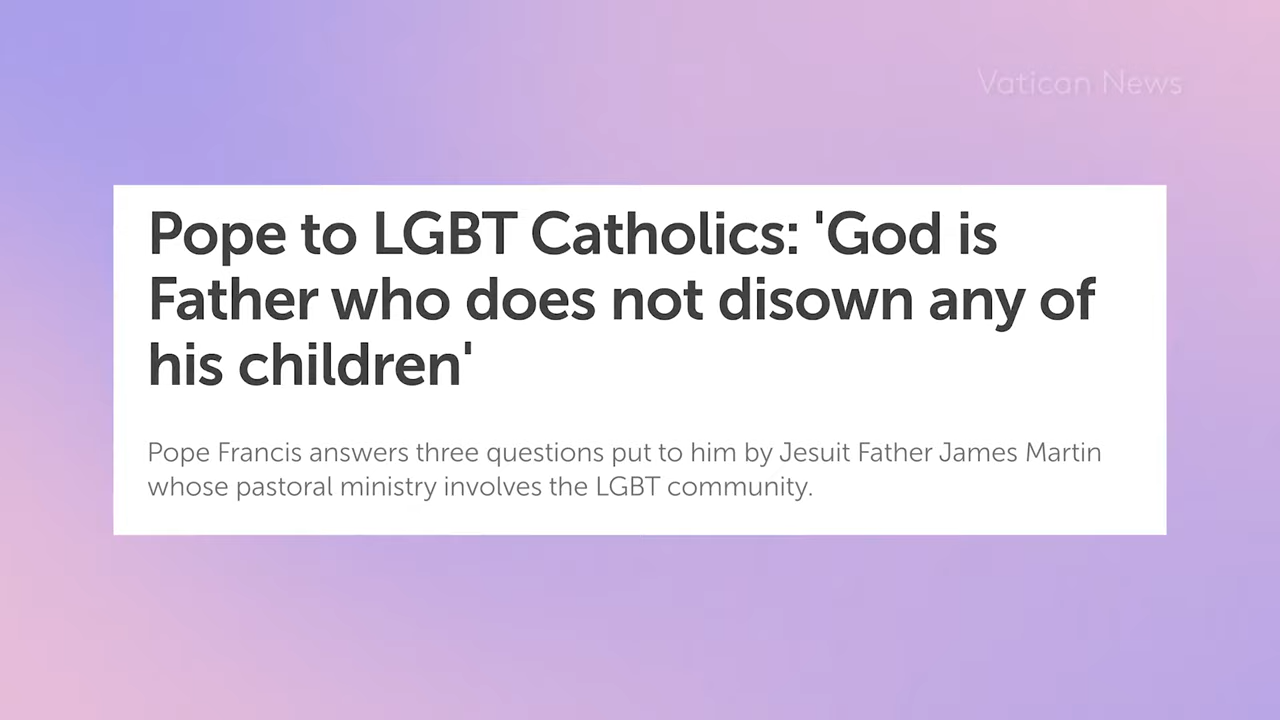 Vatican News
Pope to LGBT Catholics: 'God is
Father who does not disown any of
his children'
Pope Francis answers three questions put to him by Jesuit Father James Martin
whose pastoral ministry involves the LGBT community.